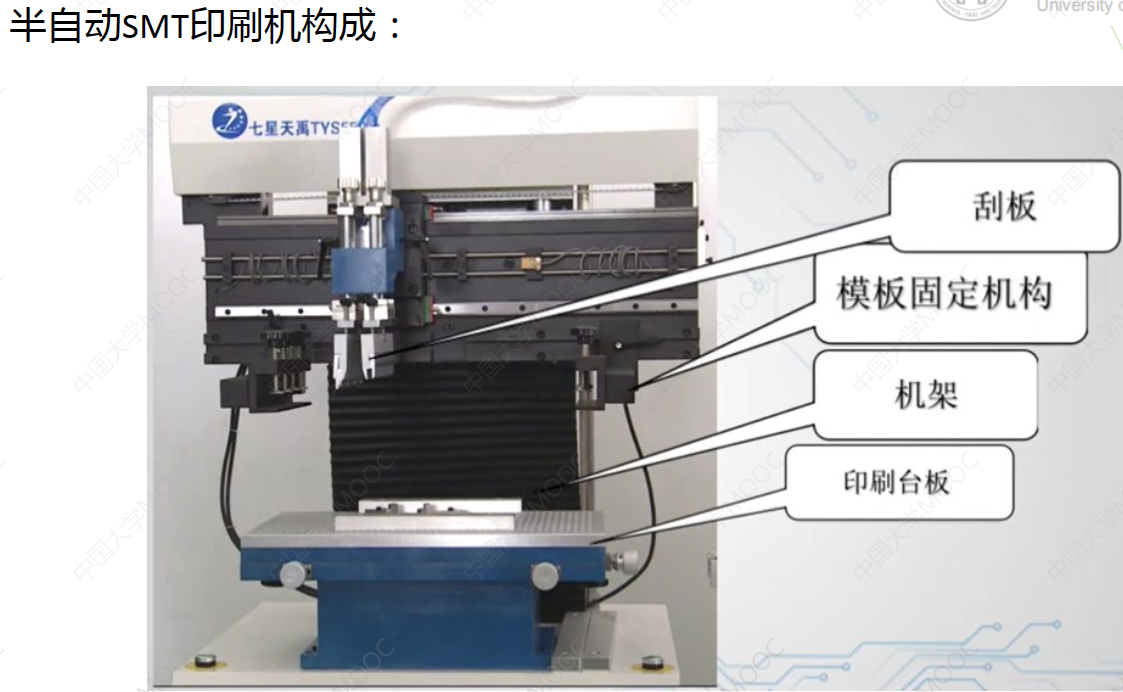 University
半自动SMT印刷机构成：
七星天禹TYS
刮板
模板固定机构
机架
印刷台板
中国大学MOOC